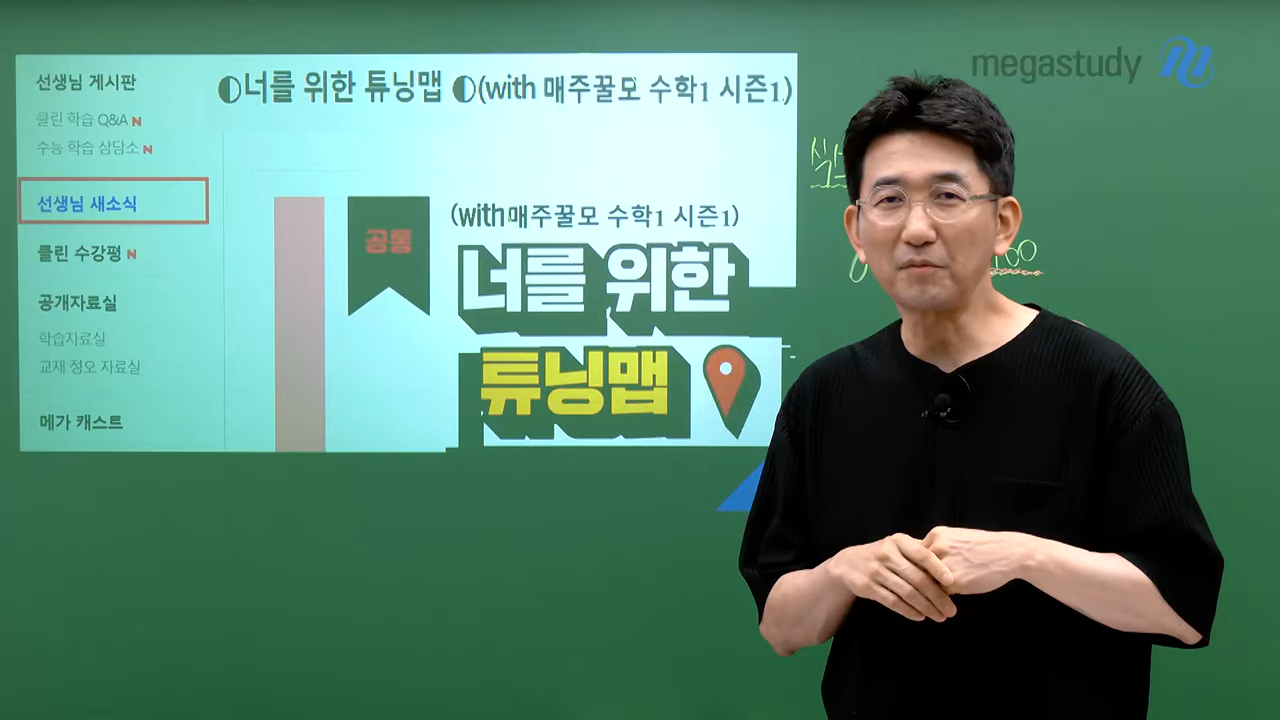 megastudy
선생님 게시판
클린 학습 Q&A N
수능 학습 상담소 N
선생님 새소식
클린 수강평 N
공개자료실
학습자료실
교재 정오 자료실
메가 캐스트
◐너를 위한 튜닝맵 ◐(with 매주꿀모 수학1 시즌1)
공통
(with매주꿀모 수학1 시즌1)
너를 위한
튜닝맵